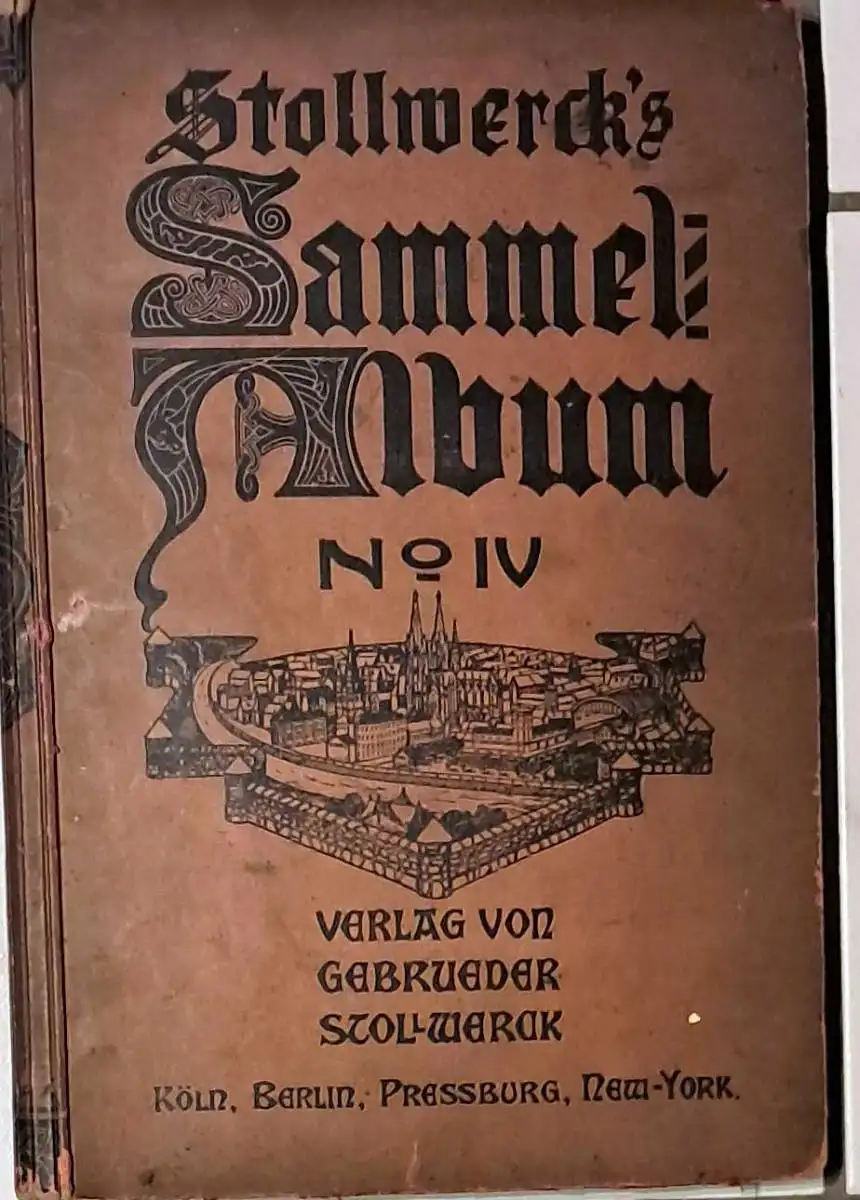 Stollwerck's
Sammel-
Album
No IV
VERLAG VON
GEBRUEDER
STOLLWERCK
KÖLN, BERLIN, PRESSBURG, NEW-YORK.